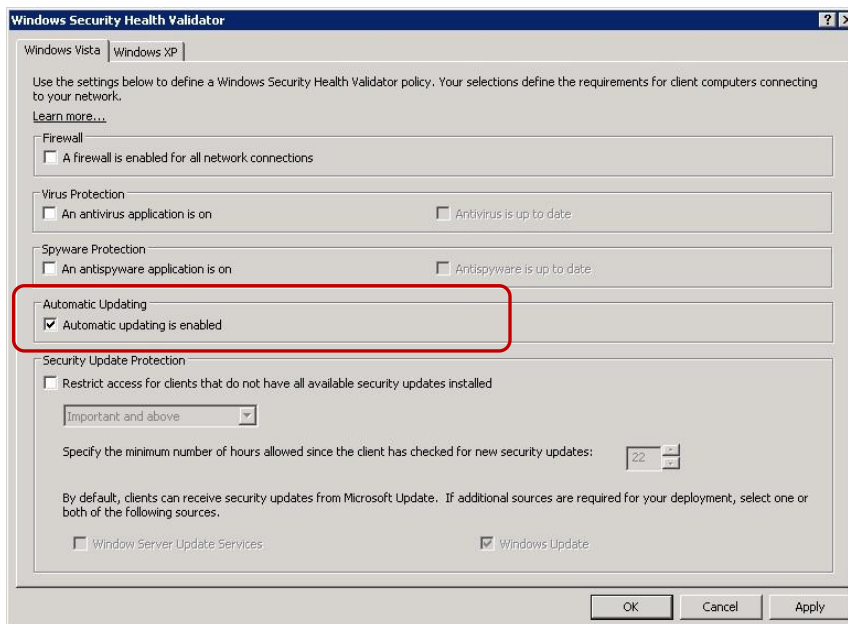 Windows Security Health Validator
Windows Vista Windows XP
Use the settings below to define a Windows Security Health Validator policy. Your selections define the requirements for client computers connecting
to your network.
Learn more...
Firewall
A firewall is enabled for all network connections
Virus Protection
An antivirus application is on Antivirus is up to date
Spyware Protection
An antispyware application is on Antispyware is up to date
Automatic Updating
Automatic updating is enabled
Security Update Protection
Restrict access for clients that do not have all available security updates installed
Important and above
Specify the minimum number of hours allowed since the client has checked for new security updates: 22
By default, clients can receive security updates from Microsoft Update. If additional sources are required for your deployment, select one or
both of the following sources.
Window Server Update Services Windows Update
OK Cancel Apply